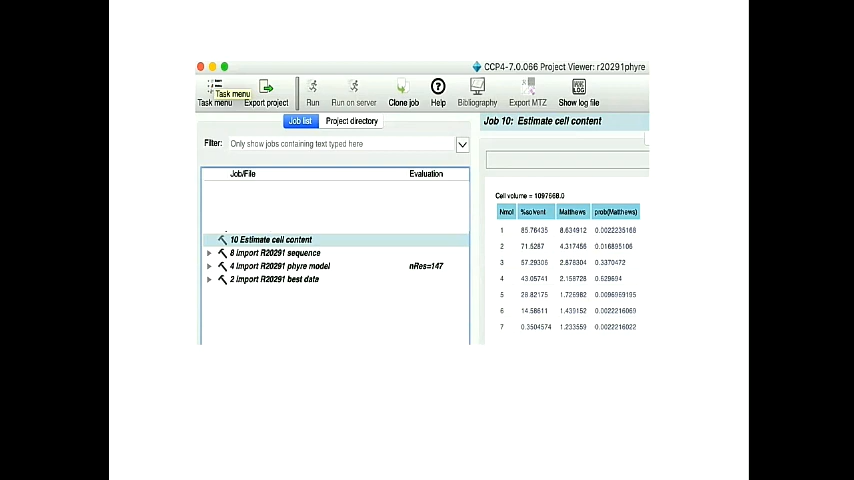 CCP4-7.0.066 Project Viewer: r20291phyre
Task menu
Task menu Export project Run Run on server Clone job Help Bibliography Export MTZ Show log file
Job list Project directory
Filter: Only show jobs containing text typed here
Job/File Evaluation
10 Estimate cell content
8 Import R20291 sequence
4 Import R20291 phyre model nRes=147
2 Import R20291 best data
Job 10: Estimate cell content
Cell volume = 1097668.0
Nmol %solvent Matthews prob(Matthews)
1 85.76435 8.634912 0.0022235168
2 71.5287 4.317456 0.016895106
3 57.29306 2.878304 0.3370472
4 43.05741 2.158728 0.629694
5 28.82175 1.726982 0.0096969195
6 14.58611 1.439152 0.0022216069
7 0.3504574 1.233559 0.0022216022